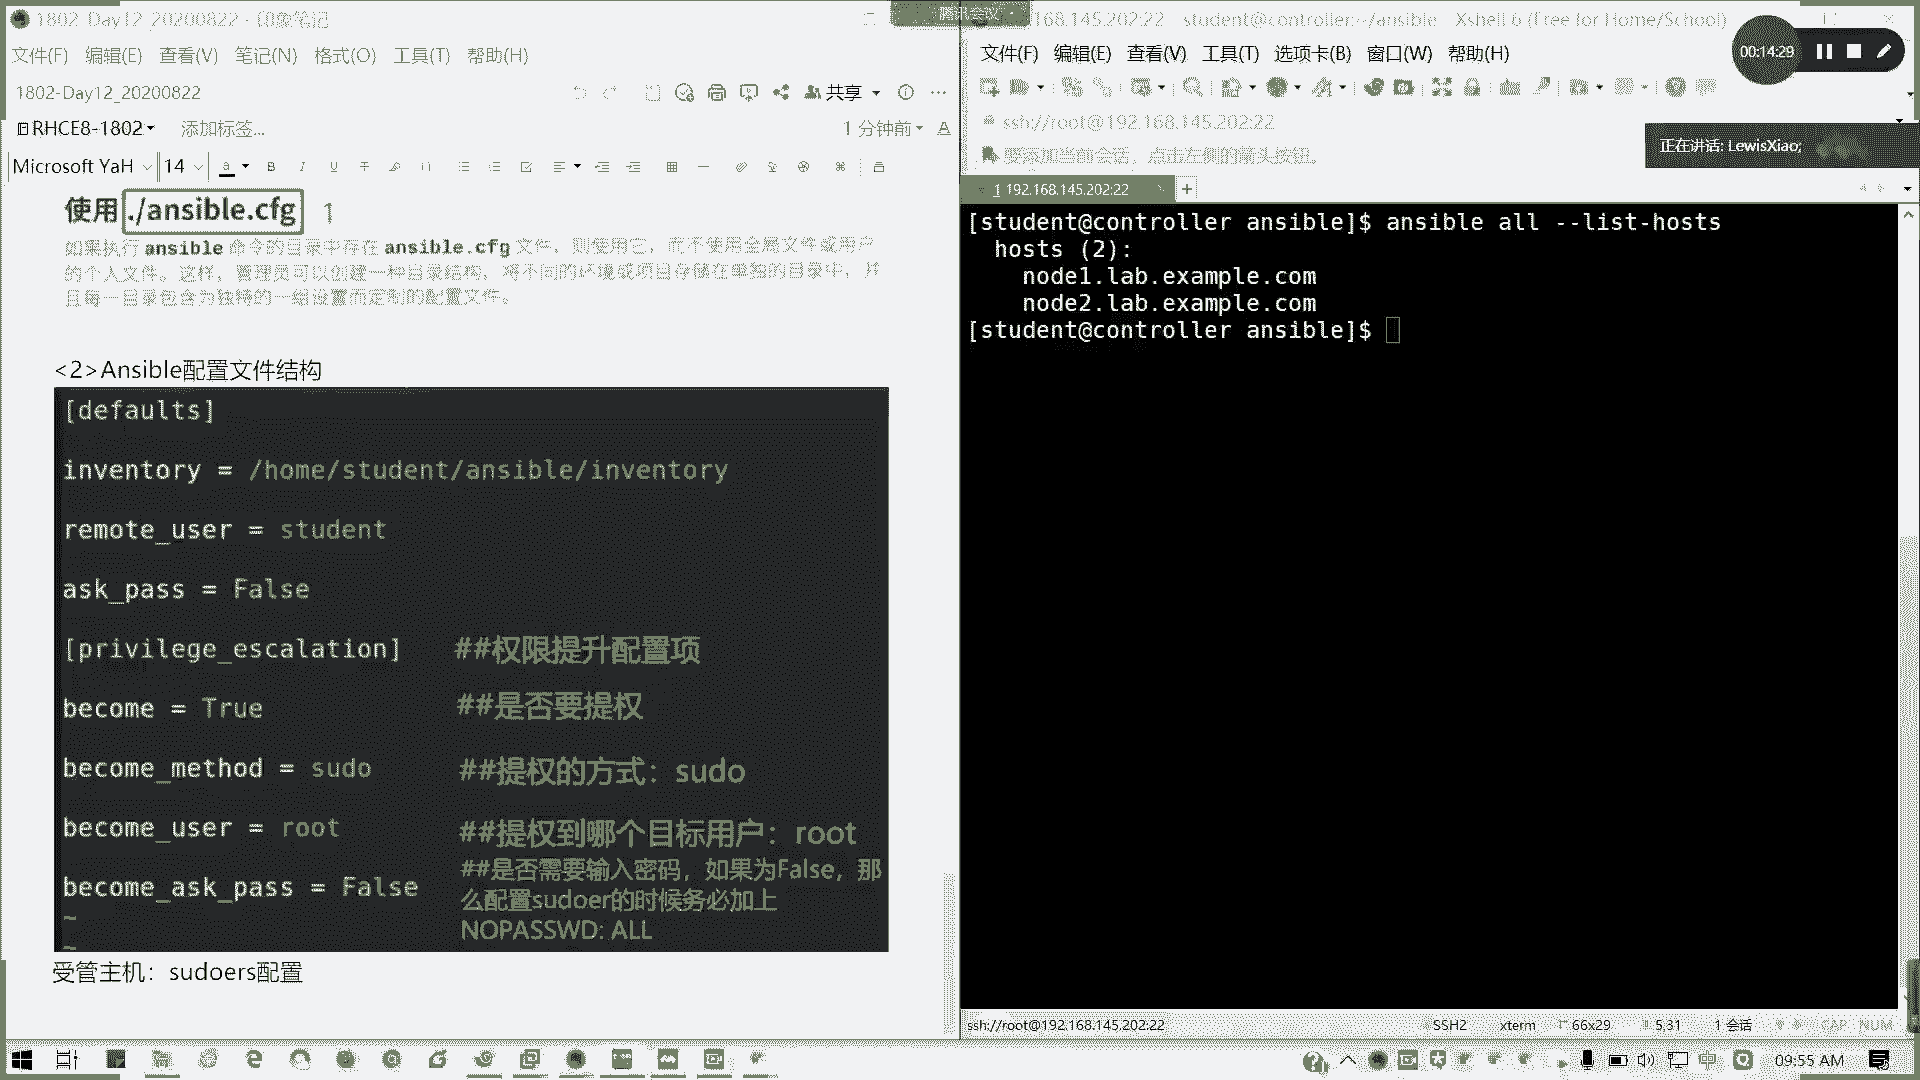 1802_Day12_20200822 - 印象笔记
文件(F) 编辑(E) 查看(V) 笔记(N) 格式(O) 工具(T) 帮助(H)
1802-Day12_20200822
共享
RHCE8-1802
添加标签...
1 分钟前
Microsoft YaH 14
使用 ./ansible.cfg 1
如果执行 ansible 命令的目录中存在 ansible.cfg 文件，则使用它，而不使用全局文件或用户
的个人文件。这样，管理员可以创建一种目录结构，将不同的环境或项目存储在单独的目录中，并
且每一目录包含为独特的一组设置而定制的配置文件。
<2>Ansible配置文件结构
[defaults]
inventory = /home/student/ansible/inventory
remote_user = student
ask_pass = False
[privilege_escalation] ##权限提升配置项
become = True ##是否要提权
become_method = sudo ##提权的方式：sudo
become_user = root ##提权到哪个目标用户：root
become_ask_pass = False ##是否需要输入密码，如果为False，那
么配置sudoer的时候务必加上
NOPASSWD: ALL
~
~
受管主机：sudoers配置
腾讯会议
168.145.202:22 - student@controller:~/ansible - Xshell 6 (Free for Home/School)
文件(F) 编辑(E) 查看(V) 工具(T) 选项卡(B) 窗口(W) 帮助(H)
00:14:29
ssh://root@192.168.145.202:22
要添加当前会话，点击左侧的箭头按钮。
正在讲话: LewisXiao;
1 192.168.145.202:22 +
[student@controller ansible]$ ansible all --list-hosts
hosts (2):
node1.lab.example.com
node2.lab.example.com
[student@controller ansible]$
ssh://root@192.168.145.202:22 SSH2 xterm 66x29 5,31 1 会话 CAP NUM
中 09:55 AM